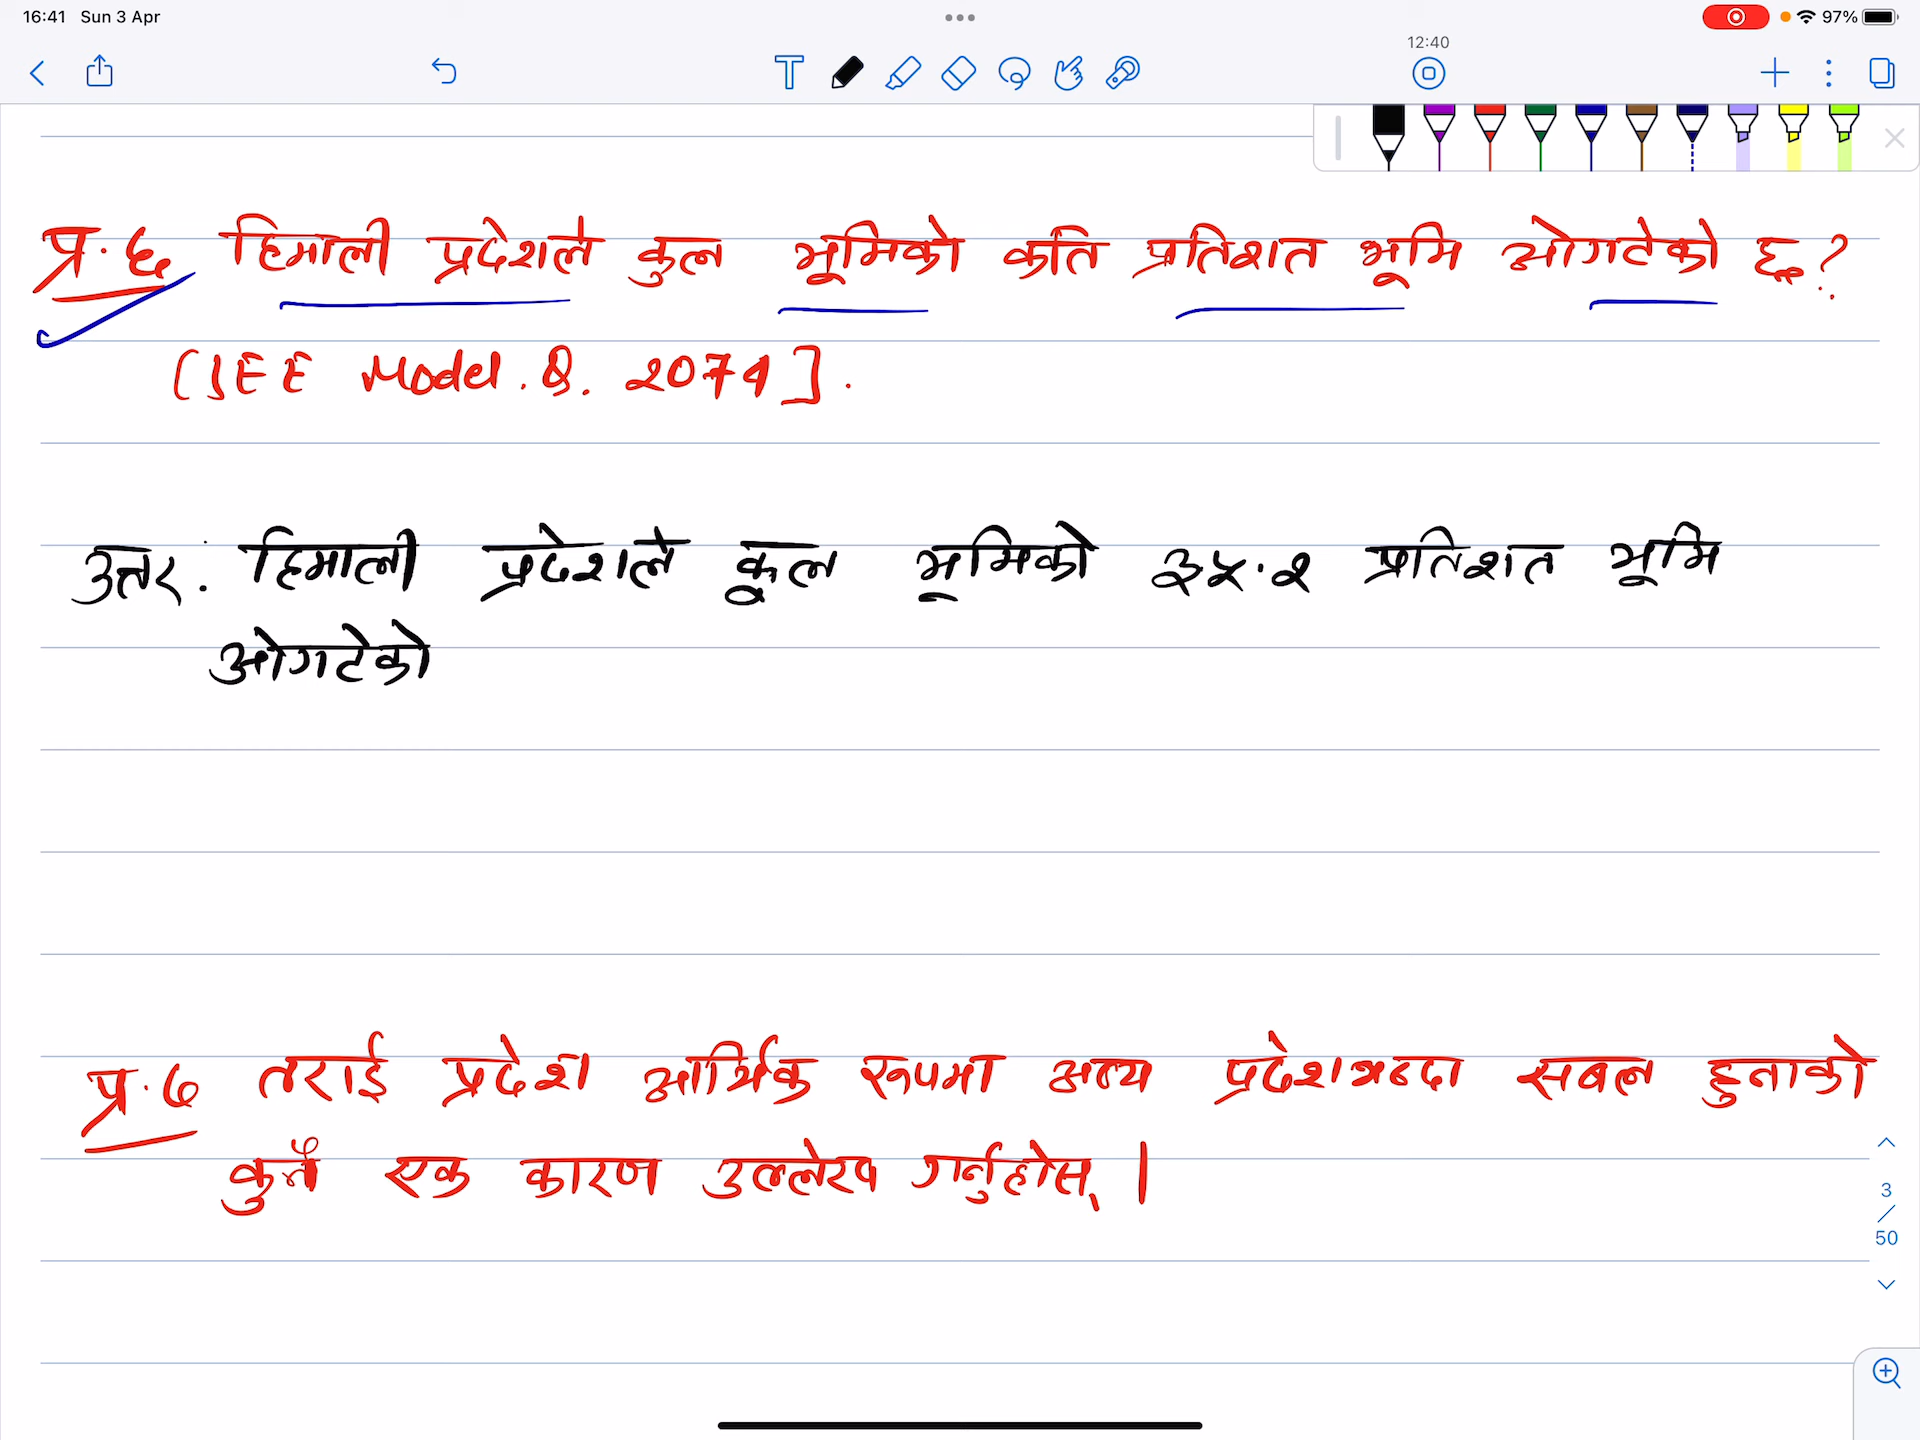 16:41 Sun 3 Apr
97%
12:40
प्र. ६ हिमाली प्रदेशले कुल भूमिको कति प्रतिशत भूमि ओगटेको छ ?
[SEE Model. Q. 2074].
उत्तर. हिमाली प्रदेशले कूल भूमिको ३५.२ प्रतिशत भूमि
ओगटेको
प्र. ७ तराई प्रदेश आर्थिक रूपमा अन्य प्रदेशभन्दा सबल हुनाको
कुनै एक कारण उल्लेख गर्नुहोस् ।
3
/
50